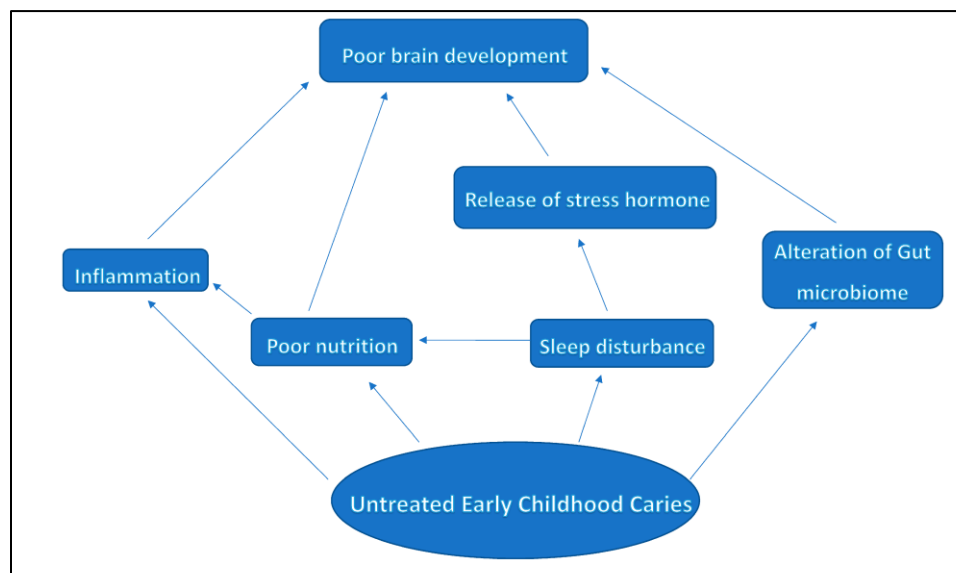 Poor brain development
Release of stress hormone
Inflammation
Alteration of Gut
microbiome
Poor nutrition
Sleep disturbance
Untreated Early Childhood Caries